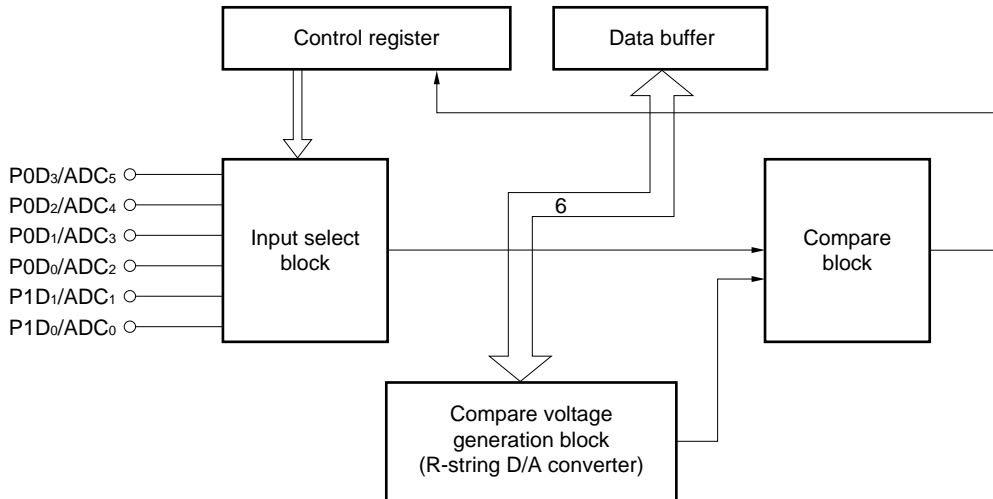 Control register
Data buffer
P0D3/ADC5
P0D2/ADC4
P0D1/ADC3
P0D0/ADC2
P1D1/ADC1
P1D0/ADC0
Input select
block
6
Compare
block
Compare voltage
generation block
(R-string D/A converter)